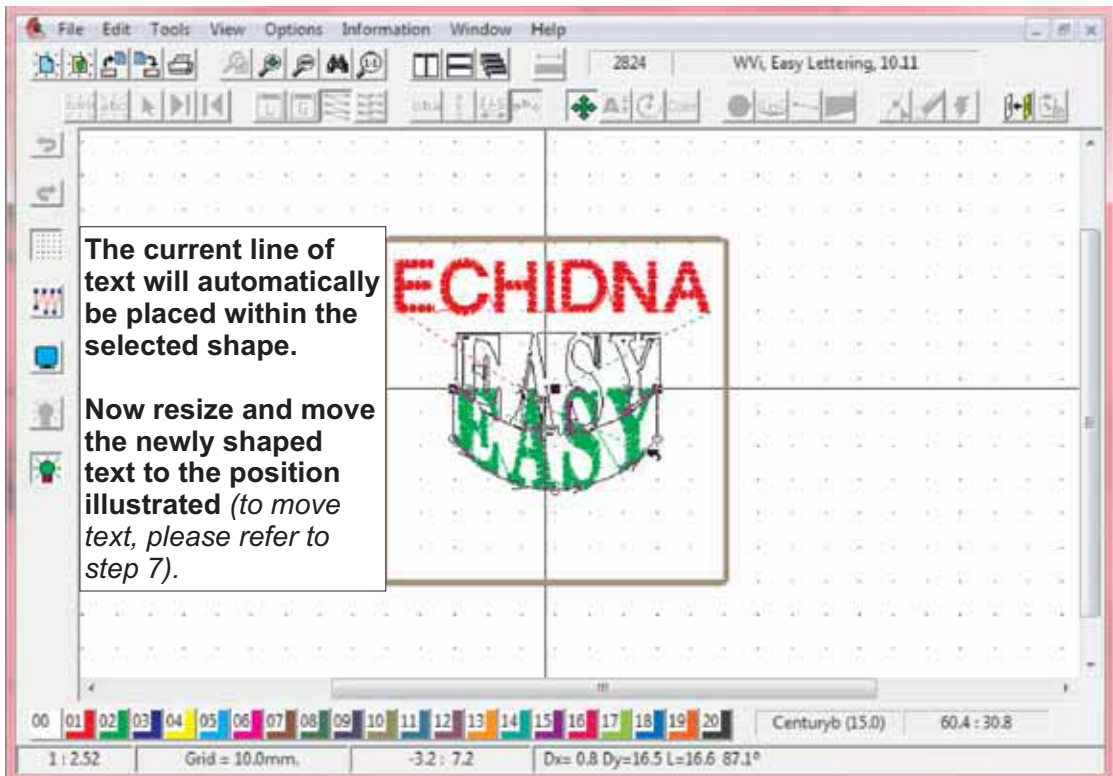 File Edit Tools View Options Information Window Help
2824 WVi, Easy Lettering, 10.11
The current line of
text will automatically
be placed within the
selected shape.
Now resize and move
the newly shaped
text to the position
illustrated (to move
text, please refer to
step 7).
ECHIDNA
EASY
EASY
00 01 02 03 04 05 06 07 08 09 10 11 12 13 14 15 16 17 18 19 20 Centuryb (15.0) 60.4 : 30.8
1 : 2.52 Grid = 10.0mm. -3.2 : 7.2 Dx= 0.8 Dy=16.5 L=16.6 87.1°